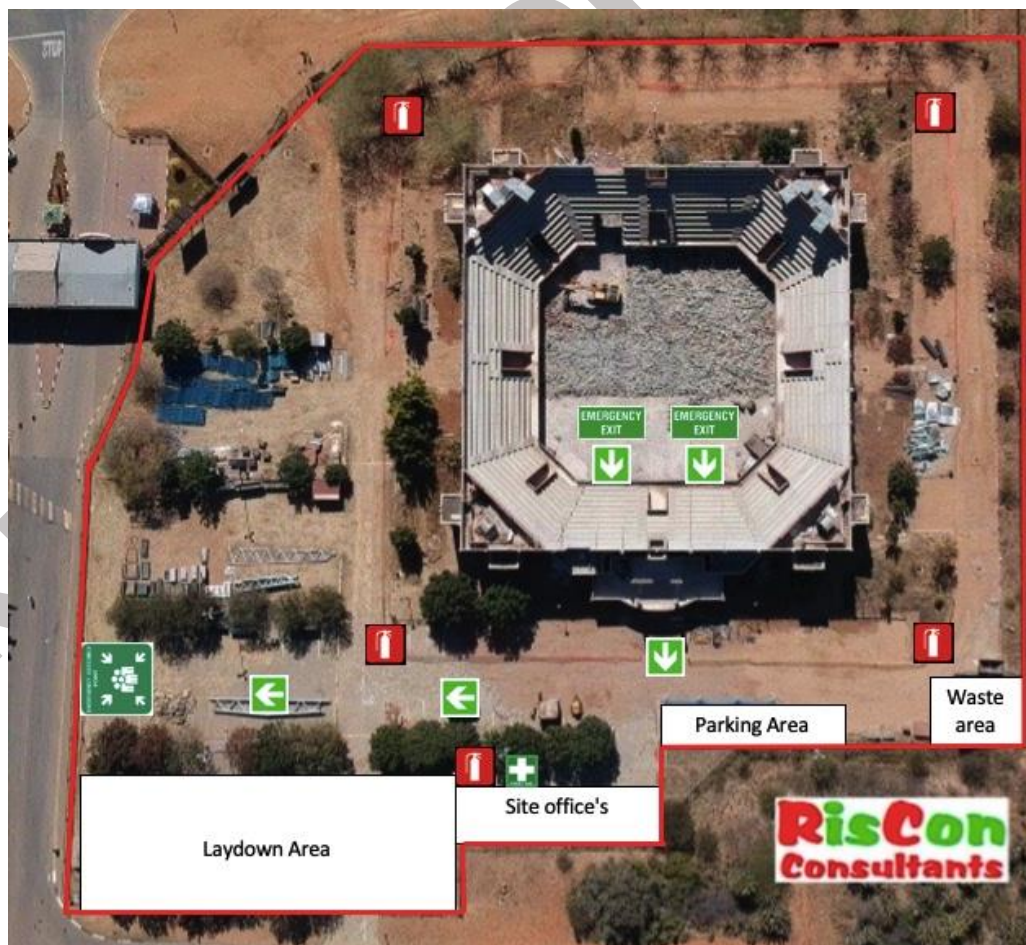 STOP
EMERGENCY
EXIT
EMERGENCY
EXIT
Parking Area
Waste
area
Site office's
Laydown Area
RisCon
Consultants